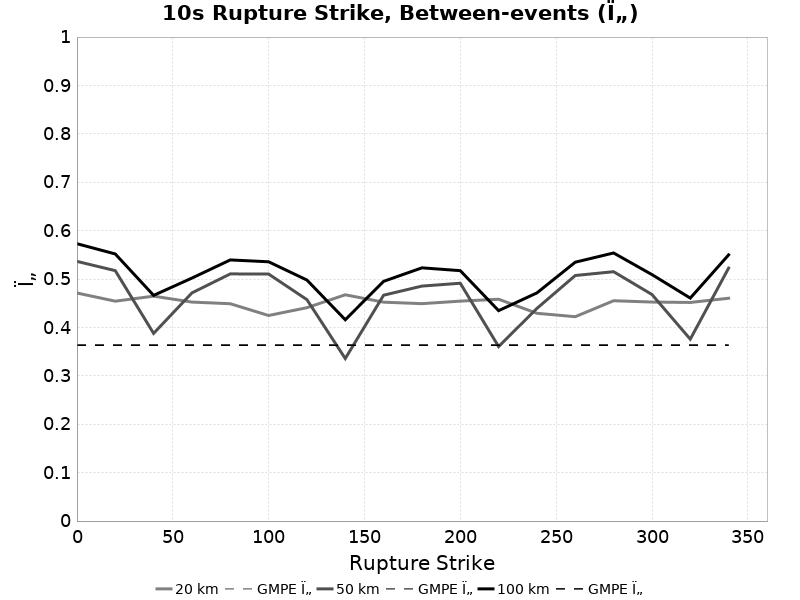 10s Rupture Strike, Between-events (Ï„)
1
0.9
0.8
0.7
0.6
0.5
0.4
0.3
0.2
0.1
0
Ï„
0 50 100 150 200 250 300 350
Rupture Strike
20 km GMPE Ï„ 50 km GMPE Ï„ 100 km GMPE Ï„